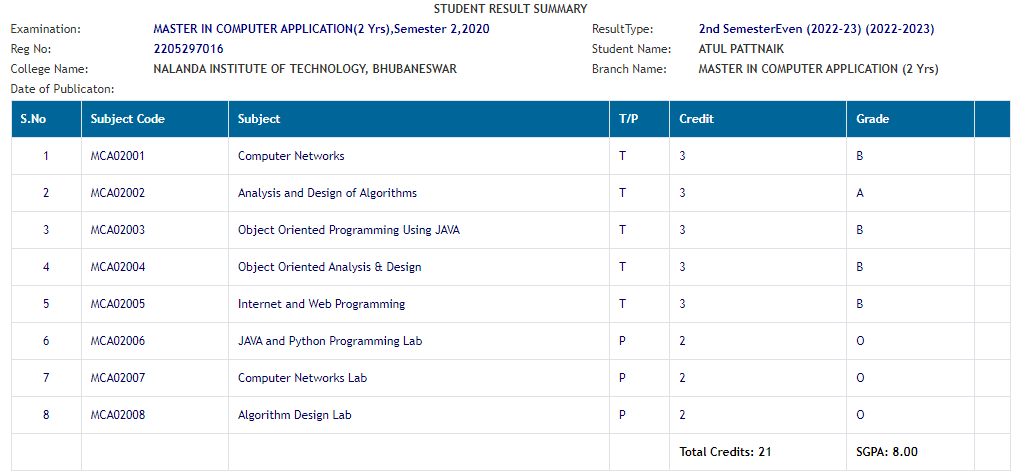 STUDENT RESULT SUMMARY
Examination: MASTER IN COMPUTER APPLICATION(2 Yrs),Semester 2,2020 ResultType: 2nd SemesterEven (2022-23) (2022-2023)
Reg No: 2205297016 Student Name: ATUL PATTNAIK
College Name: NALANDA INSTITUTE OF TECHNOLOGY, BHUBANESWAR Branch Name: MASTER IN COMPUTER APPLICATION (2 Yrs)
Date of Publicaton:
S.No Subject Code Subject T/P Credit Grade
1 MCA02001 Computer Networks T 3 B
2 MCA02002 Analysis and Design of Algorithms T 3 A
3 MCA02003 Object Oriented Programming Using JAVA T 3 B
4 MCA02004 Object Oriented Analysis & Design T 3 B
5 MCA02005 Internet and Web Programming T 3 B
6 MCA02006 JAVA and Python Programming Lab P 2 O
7 MCA02007 Computer Networks Lab P 2 O
8 MCA02008 Algorithm Design Lab P 2 O
Total Credits: 21 SGPA: 8.00